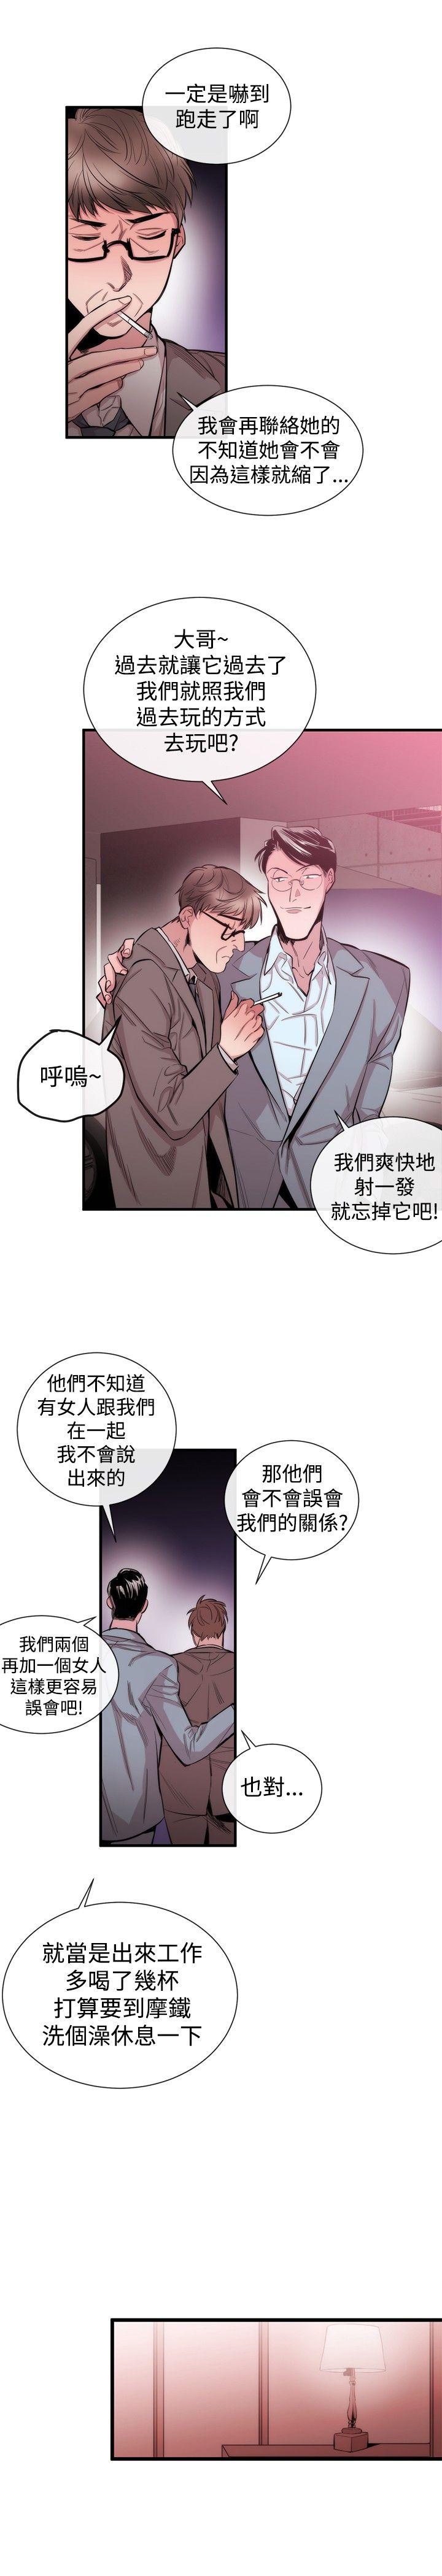 一定是嚇到
跑走了啊
我會再聯絡她的
不知道她會不會
因為這樣就縮了...
大哥~
過去就讓它過去了
我們就照我們
過去玩的方式
去玩吧?
呼嗚~
我們爽快地
射一發
就忘掉它吧!
他們不知道
有女人跟我們
在一起
我不會說
出來的
那他們
會不會誤會
我們的關係?
我們兩個
再加一個女人
這樣更容易
誤會吧!
也對...
就當是出來工作
多喝了幾杯
打算要到摩鐵
洗個澡休息一下